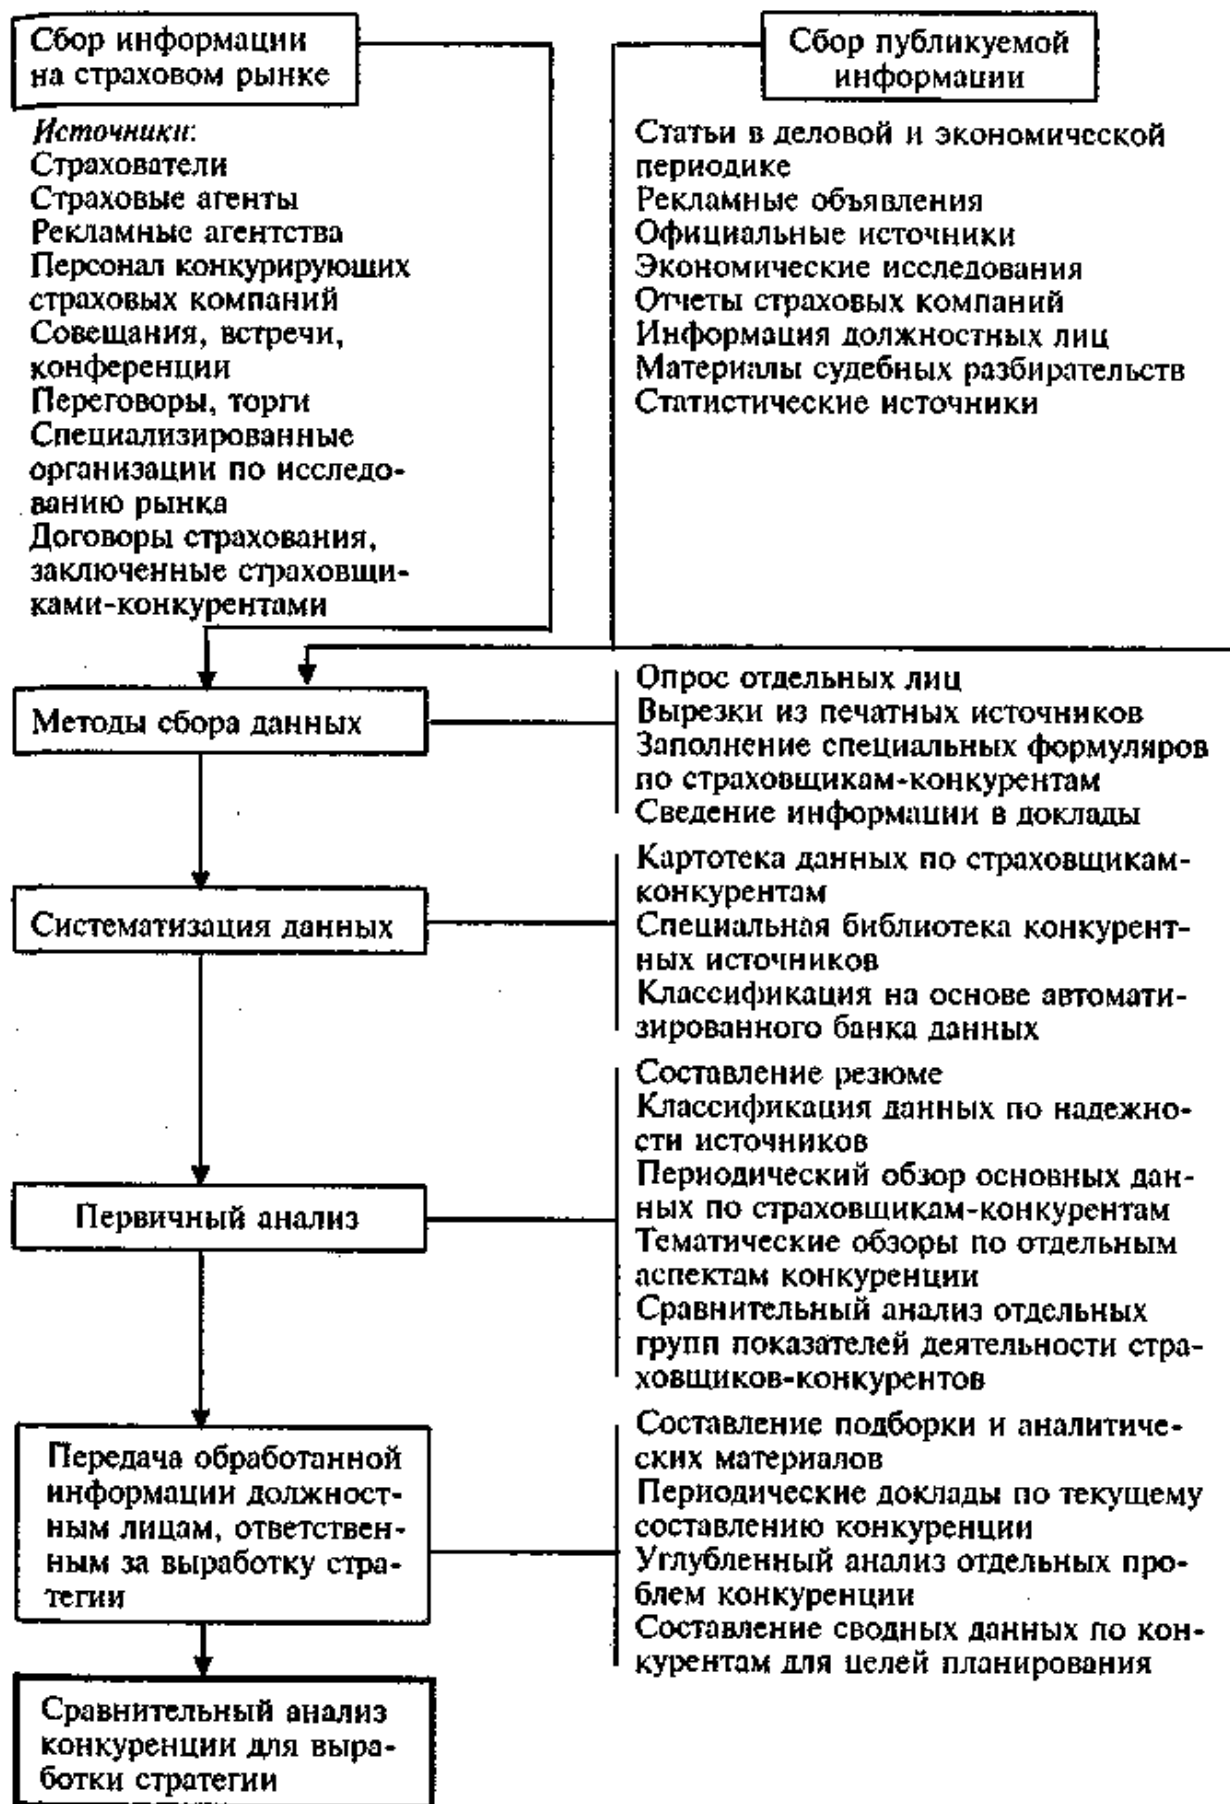 Сбор информации
на страховом рынке
Источники:
Страхователи
Страховые агенты
Рекламные агентства
Персонал конкурирующих
страховых компаний
Совещания, встречи,
конференции
Переговоры, торги
Специализированные
организации по исследо-
ванию рынка
Договоры страхования,
заключенные страховщи-
ками-конкурентами
Сбор публикуемой
информации
Статьи в деловой и экономической
периодике
Рекламные объявления
Официальные источники
Экономические исследования
Отчеты страховых компаний
Информация должностных лиц
Материалы судебных разбирательств
Статистические источники
Методы сбора данных
Опрос отдельных лиц
Вырезки из печатных источников
Заполнение специальных формуляров
по страховщикам-конкурентам
Сведение информации в доклады
Систематизация данных
Картотека данных по страховщикам-
конкурентам
Специальная библиотека конкурент-
ных источников
Классификация на основе автомати-
зированного банка данных
Первичный анализ
Составление резюме
Классификация данных по надежно-
сти источников
Периодический обзор основных дан-
ных по страховщикам-конкурентам
Тематические обзоры по отдельным
аспектам конкуренции
Сравнительный анализ отдельных
групп показателей деятельности стра-
ховщиков-конкурентов
Передача обработанной
информации должност-
ным лицам, ответствен-
ным за выработку стра-
тегии
Составление подборки и аналитиче-
ских материалов
Периодические доклады по текущему
составлению конкуренции
Углубленный анализ отдельных про-
блем конкуренции
Составление сводных данных по кон-
курентам для целей планирования
Сравнительный анализ
конкуренции для выра-
ботки стратегии